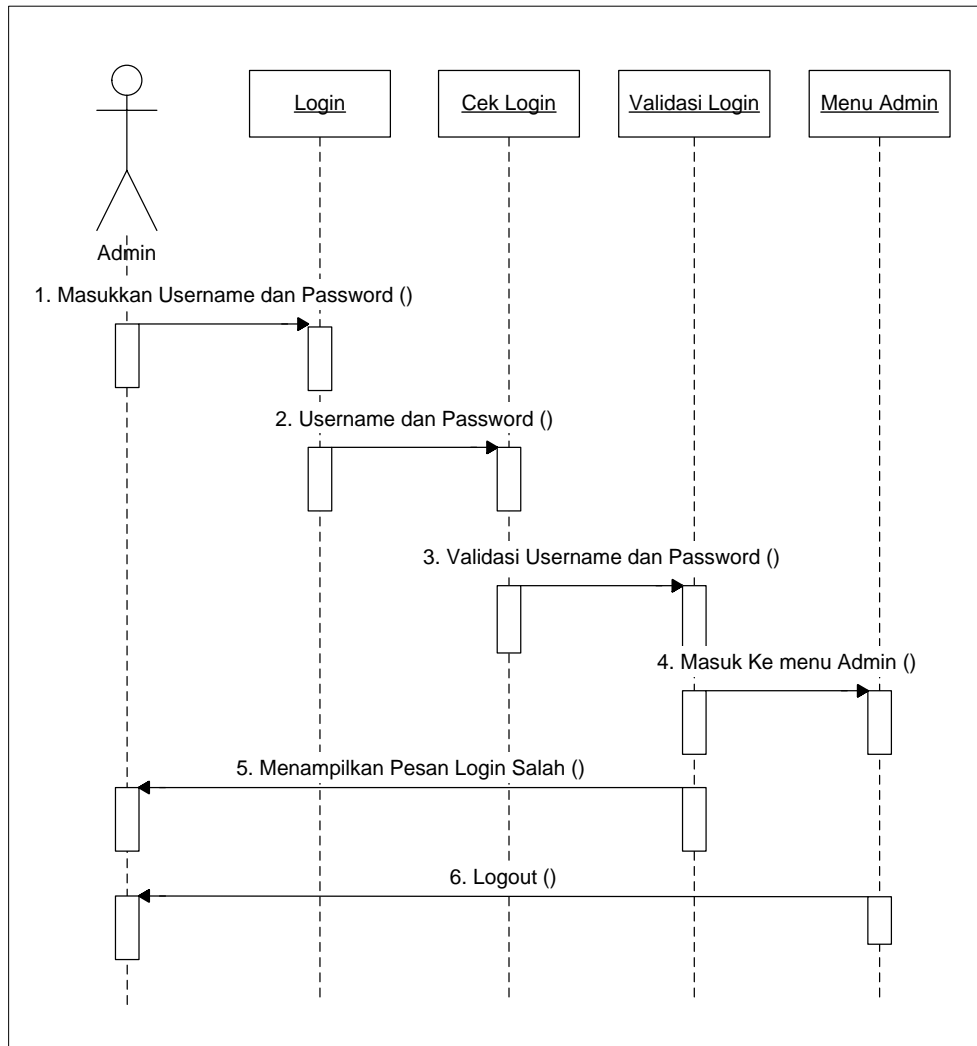 Login
Cek Login
Validasi Login
Menu Admin
Admin
1. Masukkan Username dan Password ()
2. Username dan Password ()
3. Validasi Username dan Password ()
4. Masuk Ke menu Admin ()
5. Menampilkan Pesan Login Salah ()
6. Logout ()